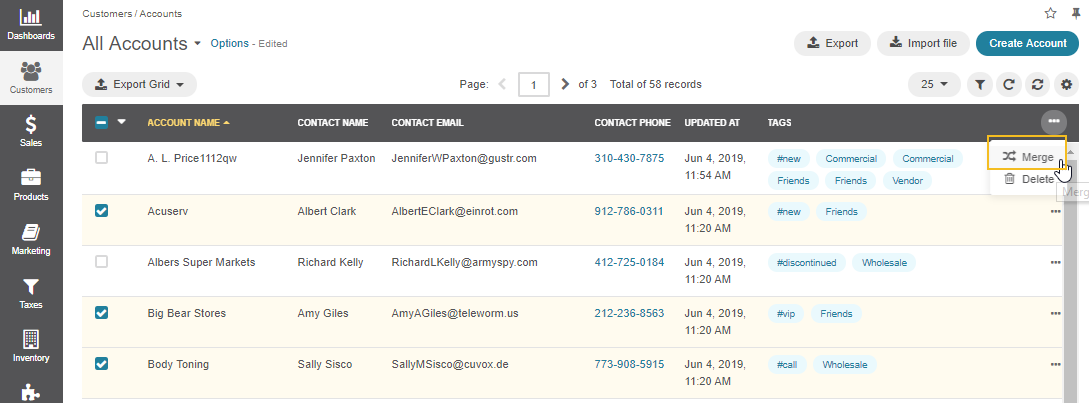 Dashboards
Customers
Sales
Products
Marketing
Taxes
Inventory
Customers / Accounts
All Accounts Options - Edited
Export Import file Create Account
Export Grid Page: 1 of 3 Total of 58 records 25
ACCOUNT NAME CONTACT NAME CONTACT EMAIL CONTACT PHONE UPDATED AT TAGS
A. L. Price1112qw Jennifer Paxton JenniferWPaxton@gustr.com 310-430-7875 Jun 4, 2019, #new Commercial Commercial
11:54 AM Friends Friends Vendor
Merge
Delete
Merg
Acuserv Albert Clark AlbertEClark@einrot.com 912-786-0311 Jun 4, 2019, #new Friends
11:20 AM
Albers Super Markets Richard Kelly RichardLKelly@armyspy.com 412-725-0184 Jun 4, 2019, #discontinued Wholesale
11:20 AM
Big Bear Stores Amy Giles AmyAGiles@teleworm.us 212-236-8563 Jun 4, 2019, #vip Friends
11:20 AM
Body Toning Sally Sisco SallyMSisco@cuvox.de 773-908-5915 Jun 4, 2019, #call Wholesale
11:20 AM